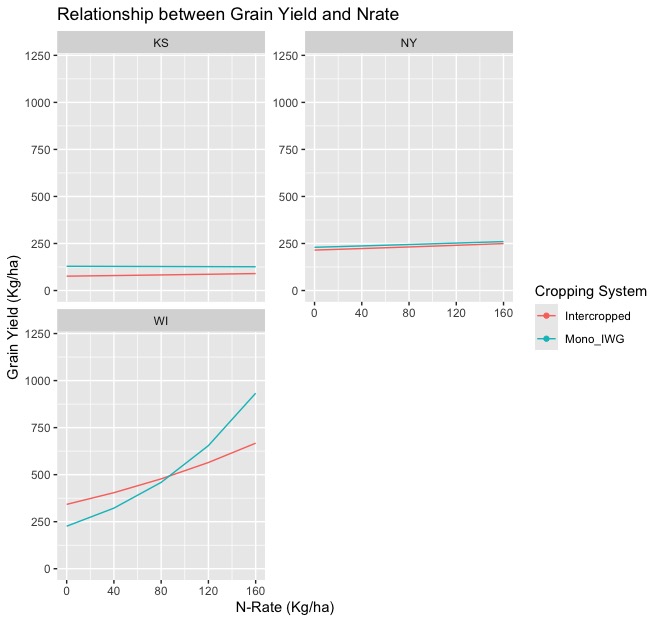 Relationship between Grain Yield and Nrate
KS
NY
1250
1000
750
500
250
0
1250
1000
750
500
250
0
0 40 80 120 160
WI
1250
1000
750
500
250
0
0 40 80 120 160
Grain Yield (Kg/ha)
N-Rate (Kg/ha)
Cropping System
Intercropped
Mono_IWG